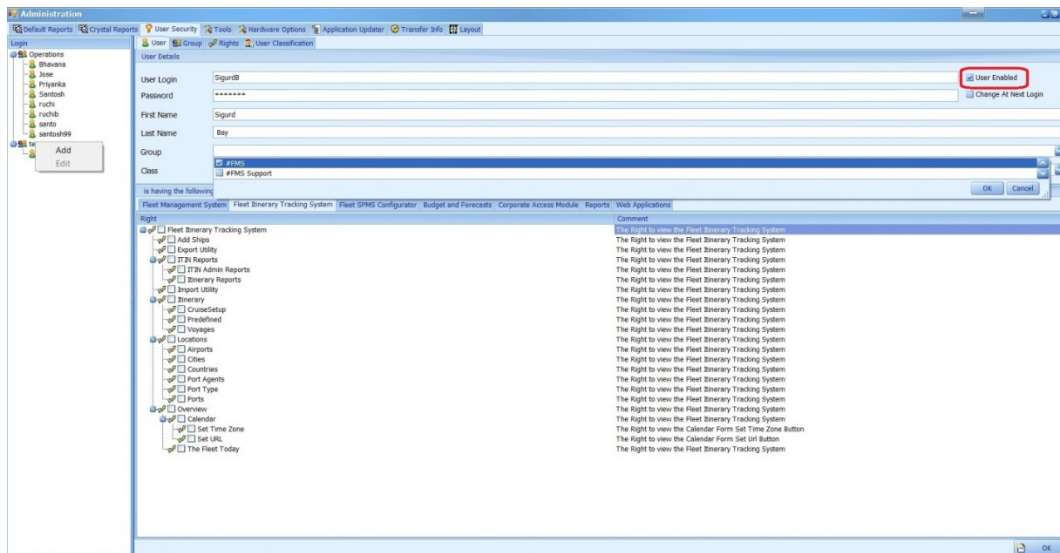 Administration
Default Reports Crystal Reports User Security Tools Hardware Options Application Updater Transfer Info Layout
Login
Operations
Bhavana
Jose
Priyanka
Santosh
ruchi
ruchib
santo
santosh99
Add
Edit
User Group Rights User Classification
User Details
User Login SigurdB User Enabled
Password ******* Change At Next Login
First Name Sigurd
Last Name Bay
Group
#FMS
Class #FMS Support
OK Cancel
is having the following
Fleet Management System Fleet Itinerary Tracking System Fleet SPMS Configurator Budget and Forecasts Corporate Access Module Reports Web Applications
Right Comment
Fleet Itinerary Tracking System The Right to view the Fleet Itinerary Tracking System
Add Ships The Right to view the Fleet Itinerary Tracking System
Export Utility The Right to view the Fleet Itinerary Tracking System
ITIN Reports The Right to view the Fleet Itinerary Tracking System
ITIN Admin Reports The Right to view the Fleet Itinerary Tracking System
Itinerary Reports The Right to view the Fleet Itinerary Tracking System
Import Utility The Right to view the Fleet Itinerary Tracking System
Itinerary The Right to view the Fleet Itinerary Tracking System
CruiseSetup The Right to view the Fleet Itinerary Tracking System
Predefined The Right to view the Fleet Itinerary Tracking System
Voyages The Right to view the Fleet Itinerary Tracking System
Locations The Right to view the Fleet Itinerary Tracking System
Airports The Right to view the Fleet Itinerary Tracking System
Cities The Right to view the Fleet Itinerary Tracking System
Countries The Right to view the Fleet Itinerary Tracking System
Port Agents The Right to view the Fleet Itinerary Tracking System
Port Type The Right to view the Fleet Itinerary Tracking System
Ports The Right to view the Fleet Itinerary Tracking System
Overview The Right to view the Fleet Itinerary Tracking System
Calendar The Right to view the Fleet Itinerary Tracking System
Set Time Zone The Right to view the Calendar Form Set Time Zone Button
Set URL The Right to view the Calendar Form Set Url Button
The Fleet Today The Right to view the Fleet Itinerary Tracking System
OK